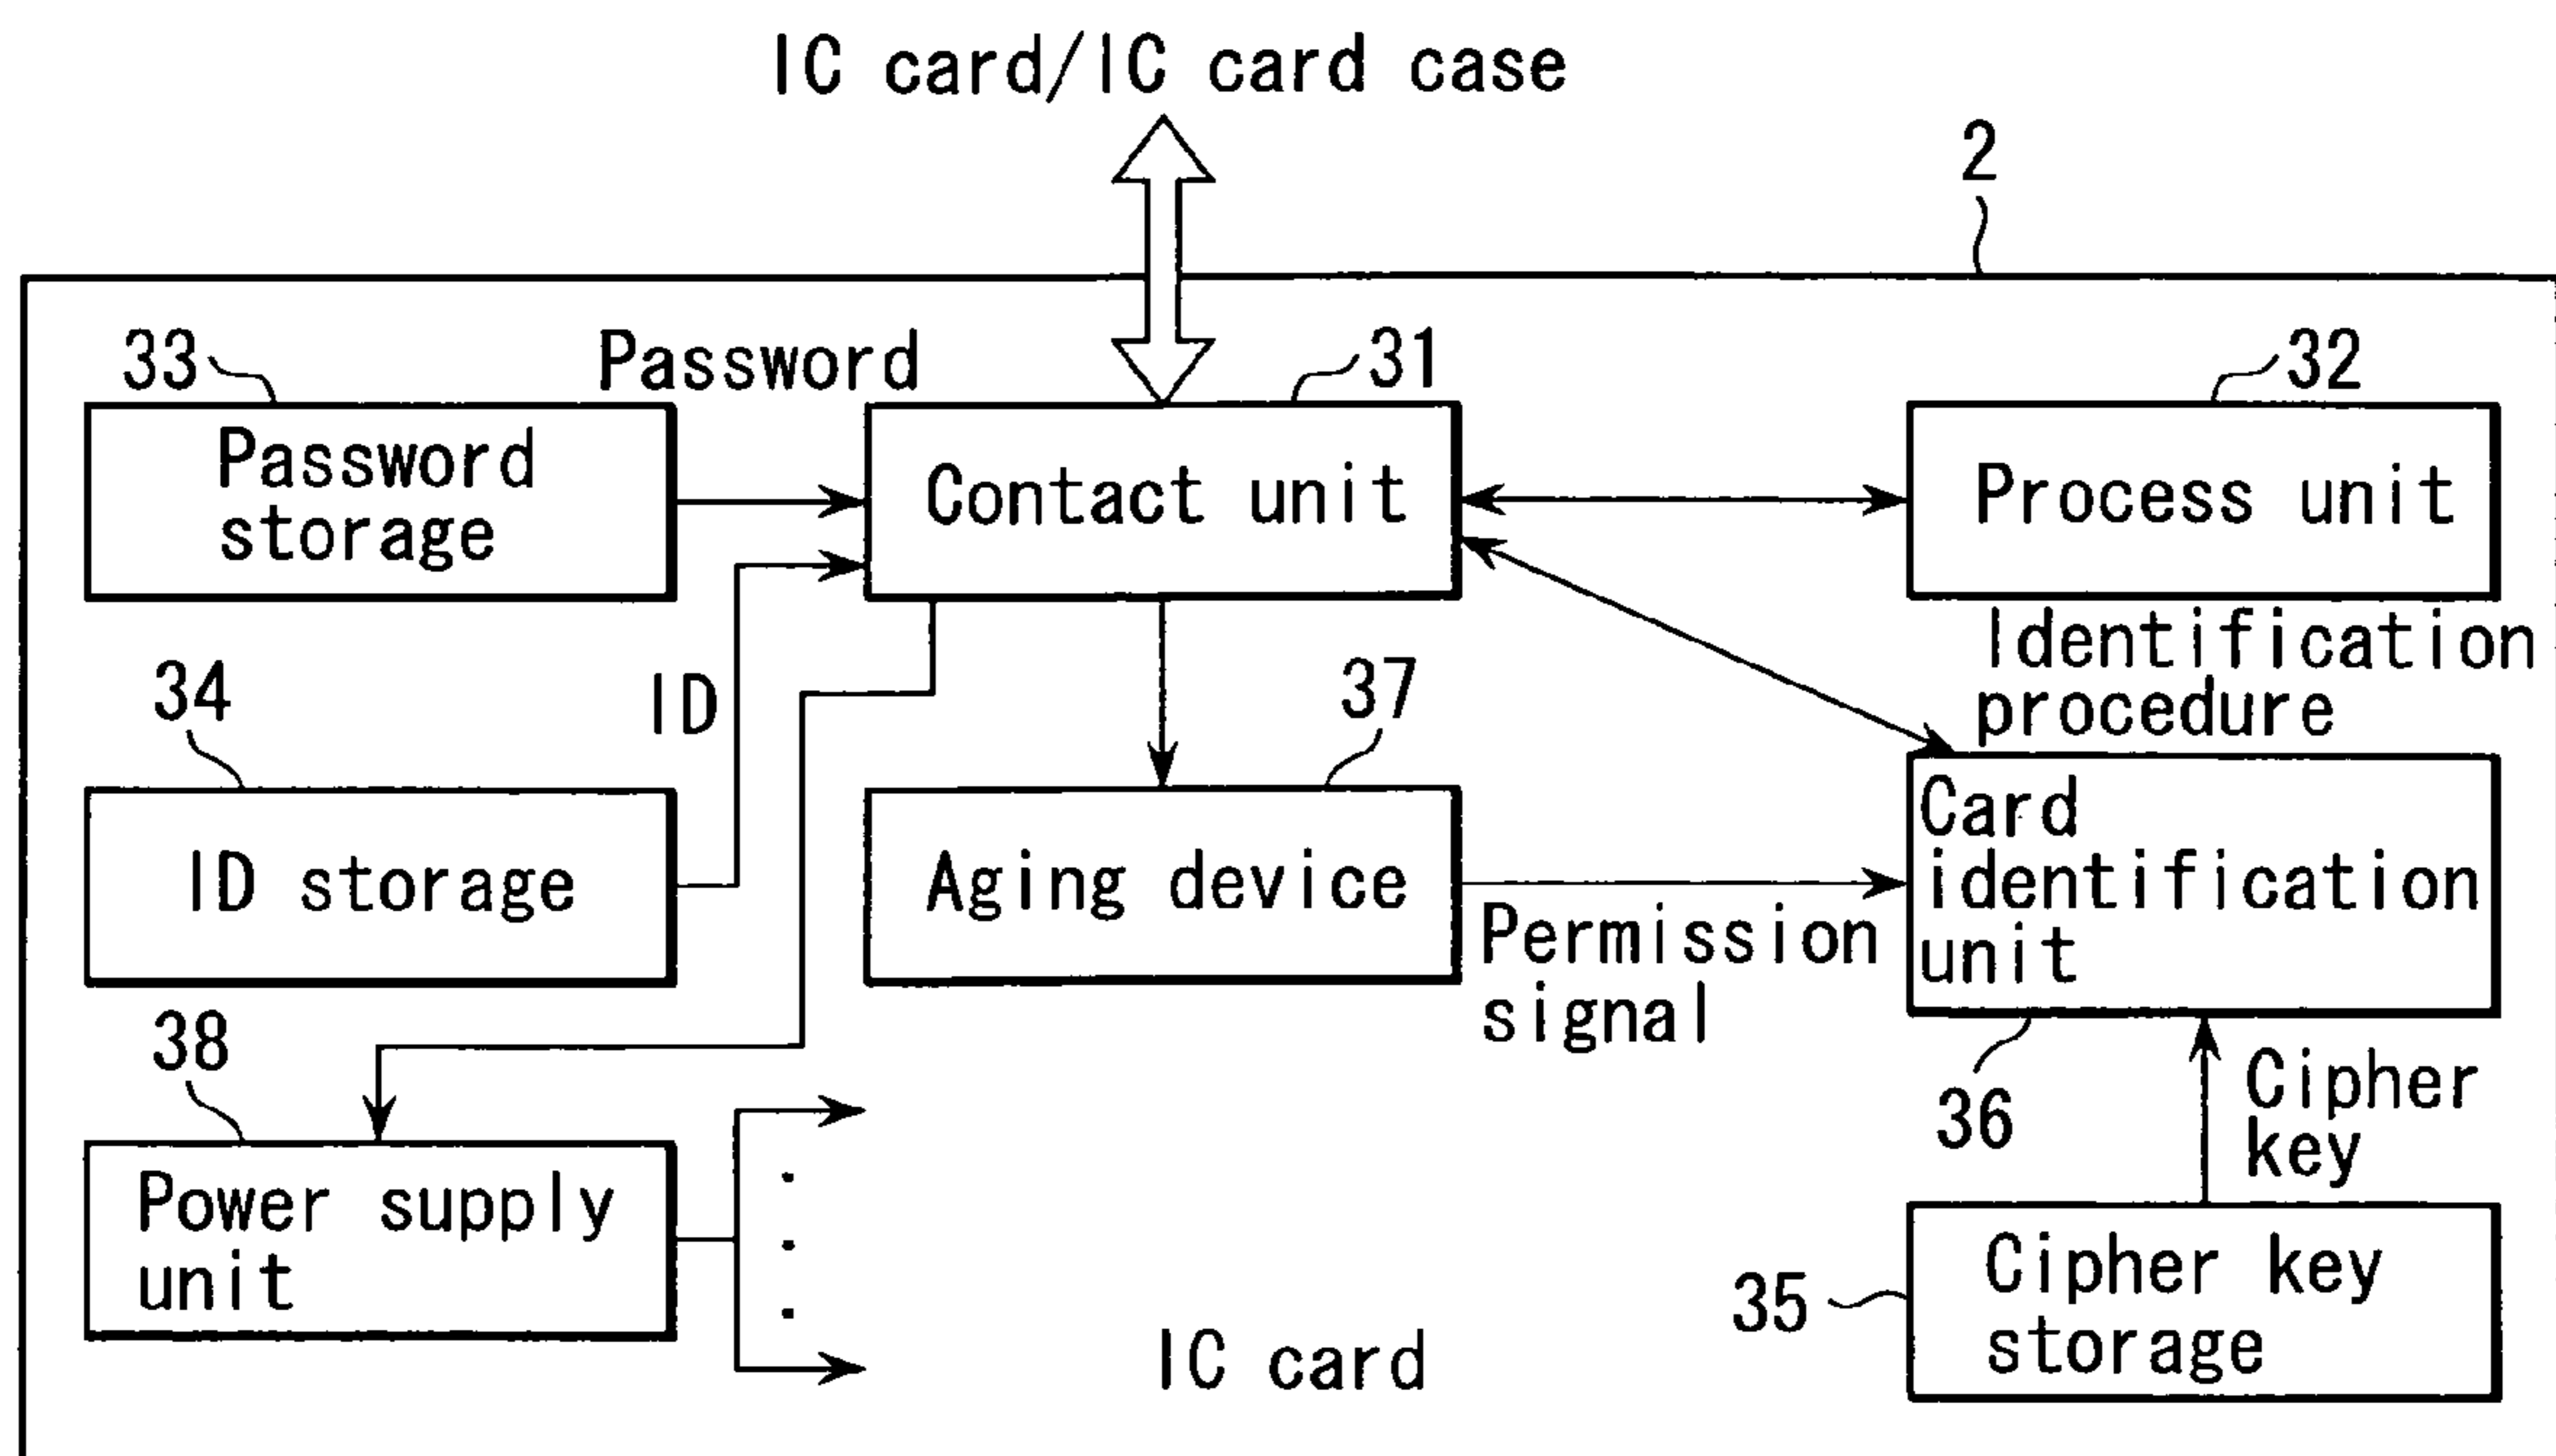 IC card/IC card case
2
33
Password
31
32
Password
storage
Contact unit
Process unit
Identification
procedure
34
ID
37
ID storage
Aging device
Card
identification
unit
Permission
signal
38
36
Cipher
key
Power supply
unit
35
Cipher key
storage
IC card